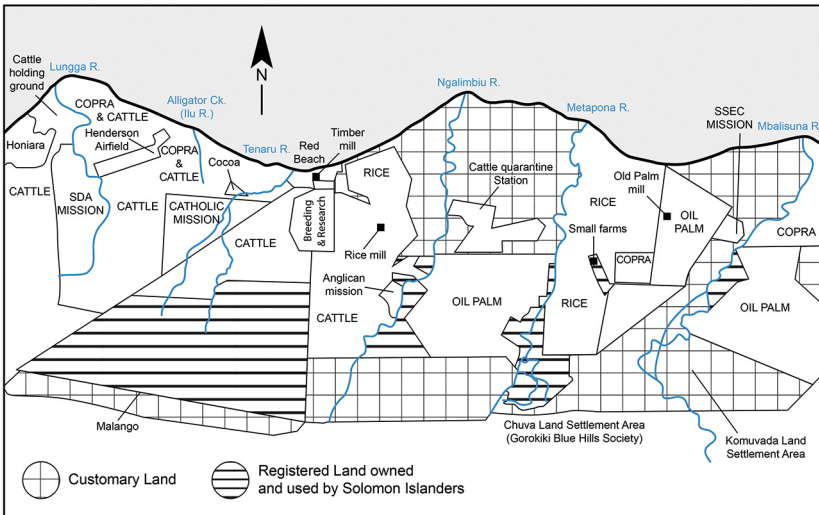 Cattle
holding
ground
Lungga R.
COPRA
& CATTLE
Alligator Ck.
(Ilu R.)
Henderson
Airfield
Honiara
COPRA
&
CATTLE
Cocoa
Tenaru R.
Red
Beach
Timber
mill
N
Ngalimbiu R.
Metapona R.
SSEC
MISSION
Mbalisuna R.
CATTLE
SDA
MISSION
CATTLE
CATHOLIC
MISSION
CATTLE
Breeding
& Research
RICE
Rice mill
Cattle quarantine
Station
RICE
Old Palm
mill
OIL
PALM
Small farms
COPRA
COPRA
Anglican
mission
CATTLE
OIL PALM
RICE
OIL PALM
Malango
Chuva Land Settlement Area
(Gorokiki Blue Hills Society)
Komuvada Land
Settlement Area
Customary Land
Registered Land owned
and used by Solomon Islanders